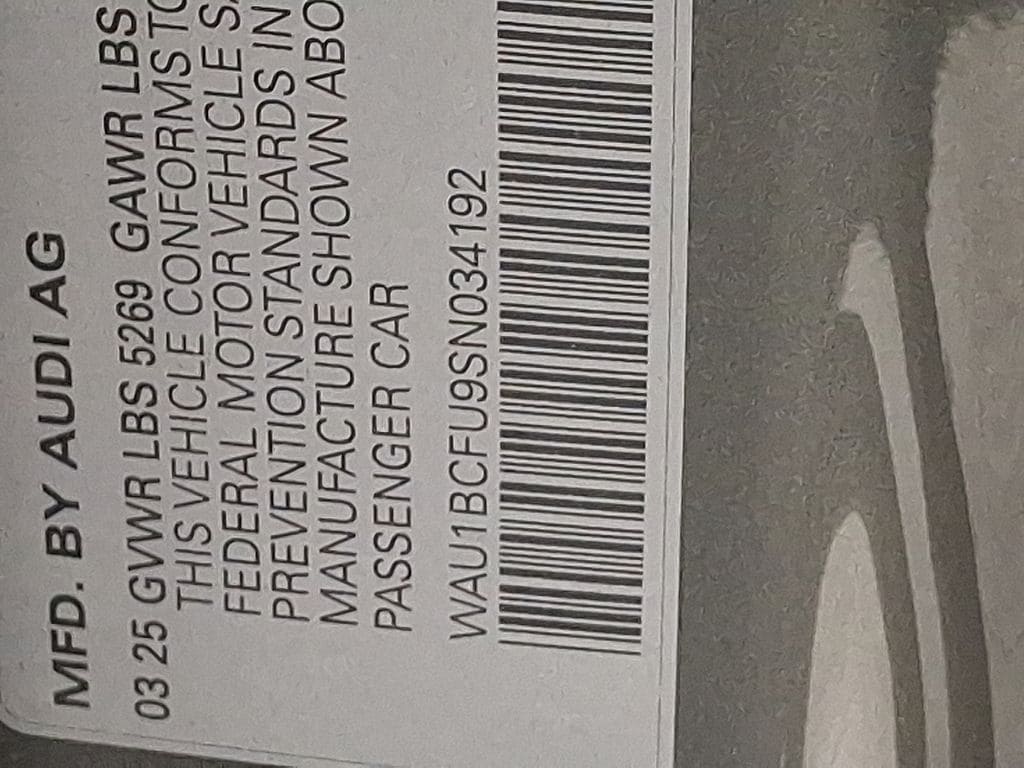 MFD. BY AUDI AG
03 25 GVWR LBS 5269 GAWR LBS
THIS VEHICLE CONFORMS TO
FEDERAL MOTOR VEHICLE
PREVENTION STANDARDS IN
MANUFACTURE SHOWN ABO
PASSENGER CAR
WAU1BCFU9SN034192